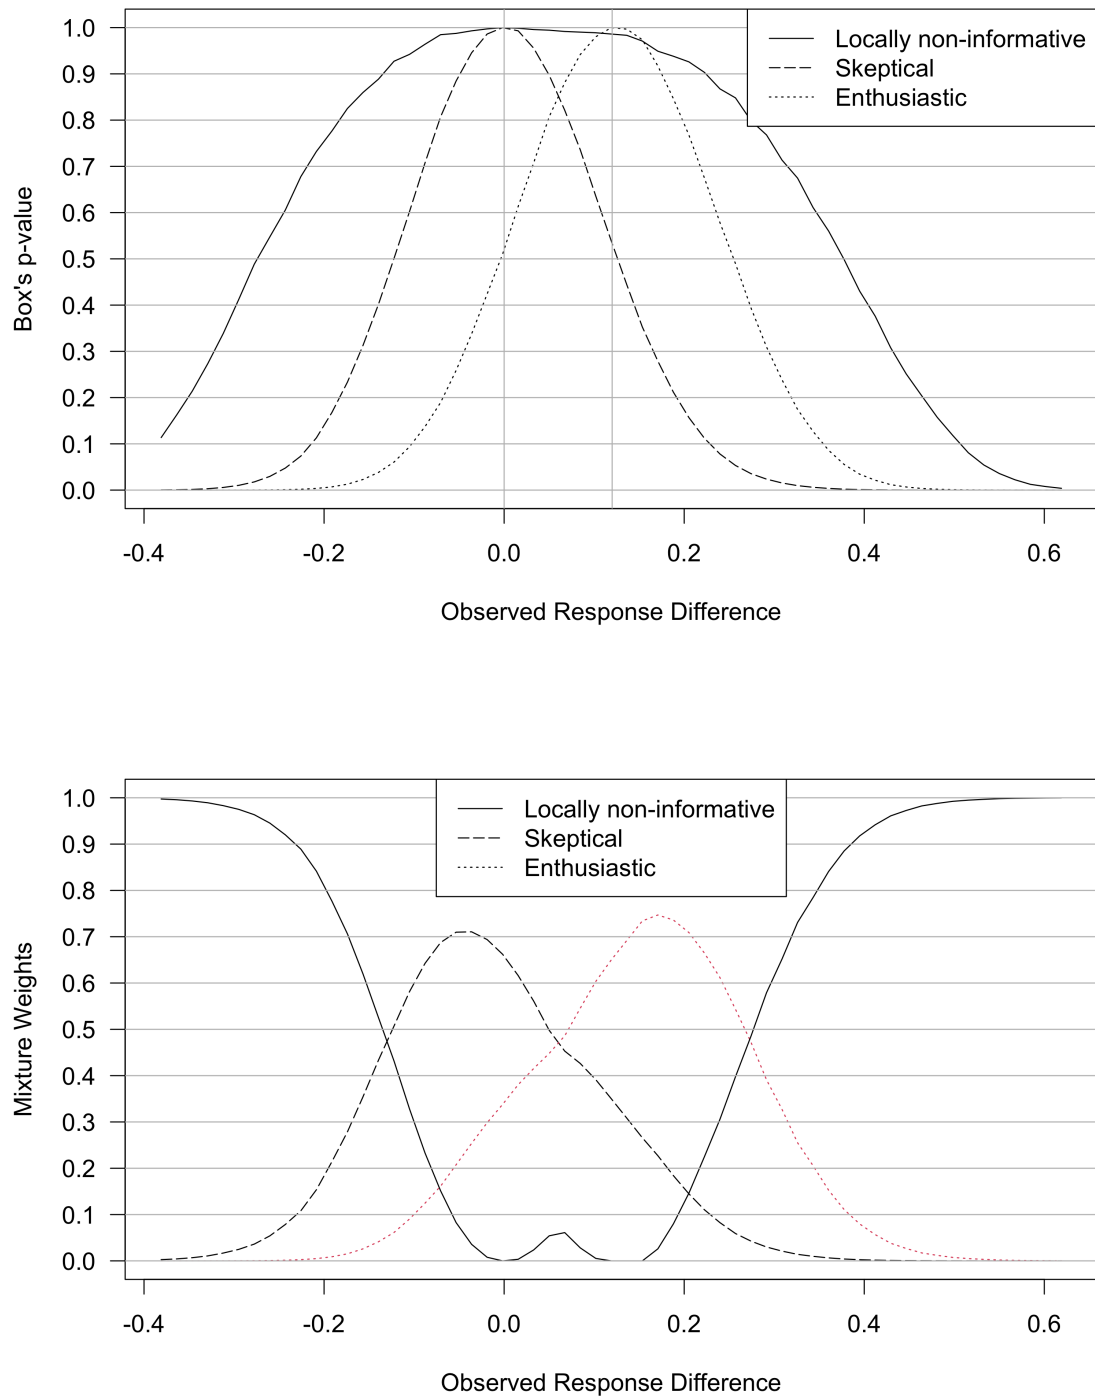 1.0
0.9
0.8
0.7
0.6
0.5
0.4
0.3
0.2
0.1
0.0
Box's p-value
Locally non-informative
Skeptical
Enthusiastic
-0.4 -0.2 0.0 0.2 0.4 0.6
Observed Response Difference
1.0
0.9
0.8
0.7
0.6
0.5
0.4
0.3
0.2
0.1
0.0
Mixture Weights
Locally non-informative
Skeptical
Enthusiastic
-0.4 -0.2 0.0 0.2 0.4 0.6
Observed Response Difference